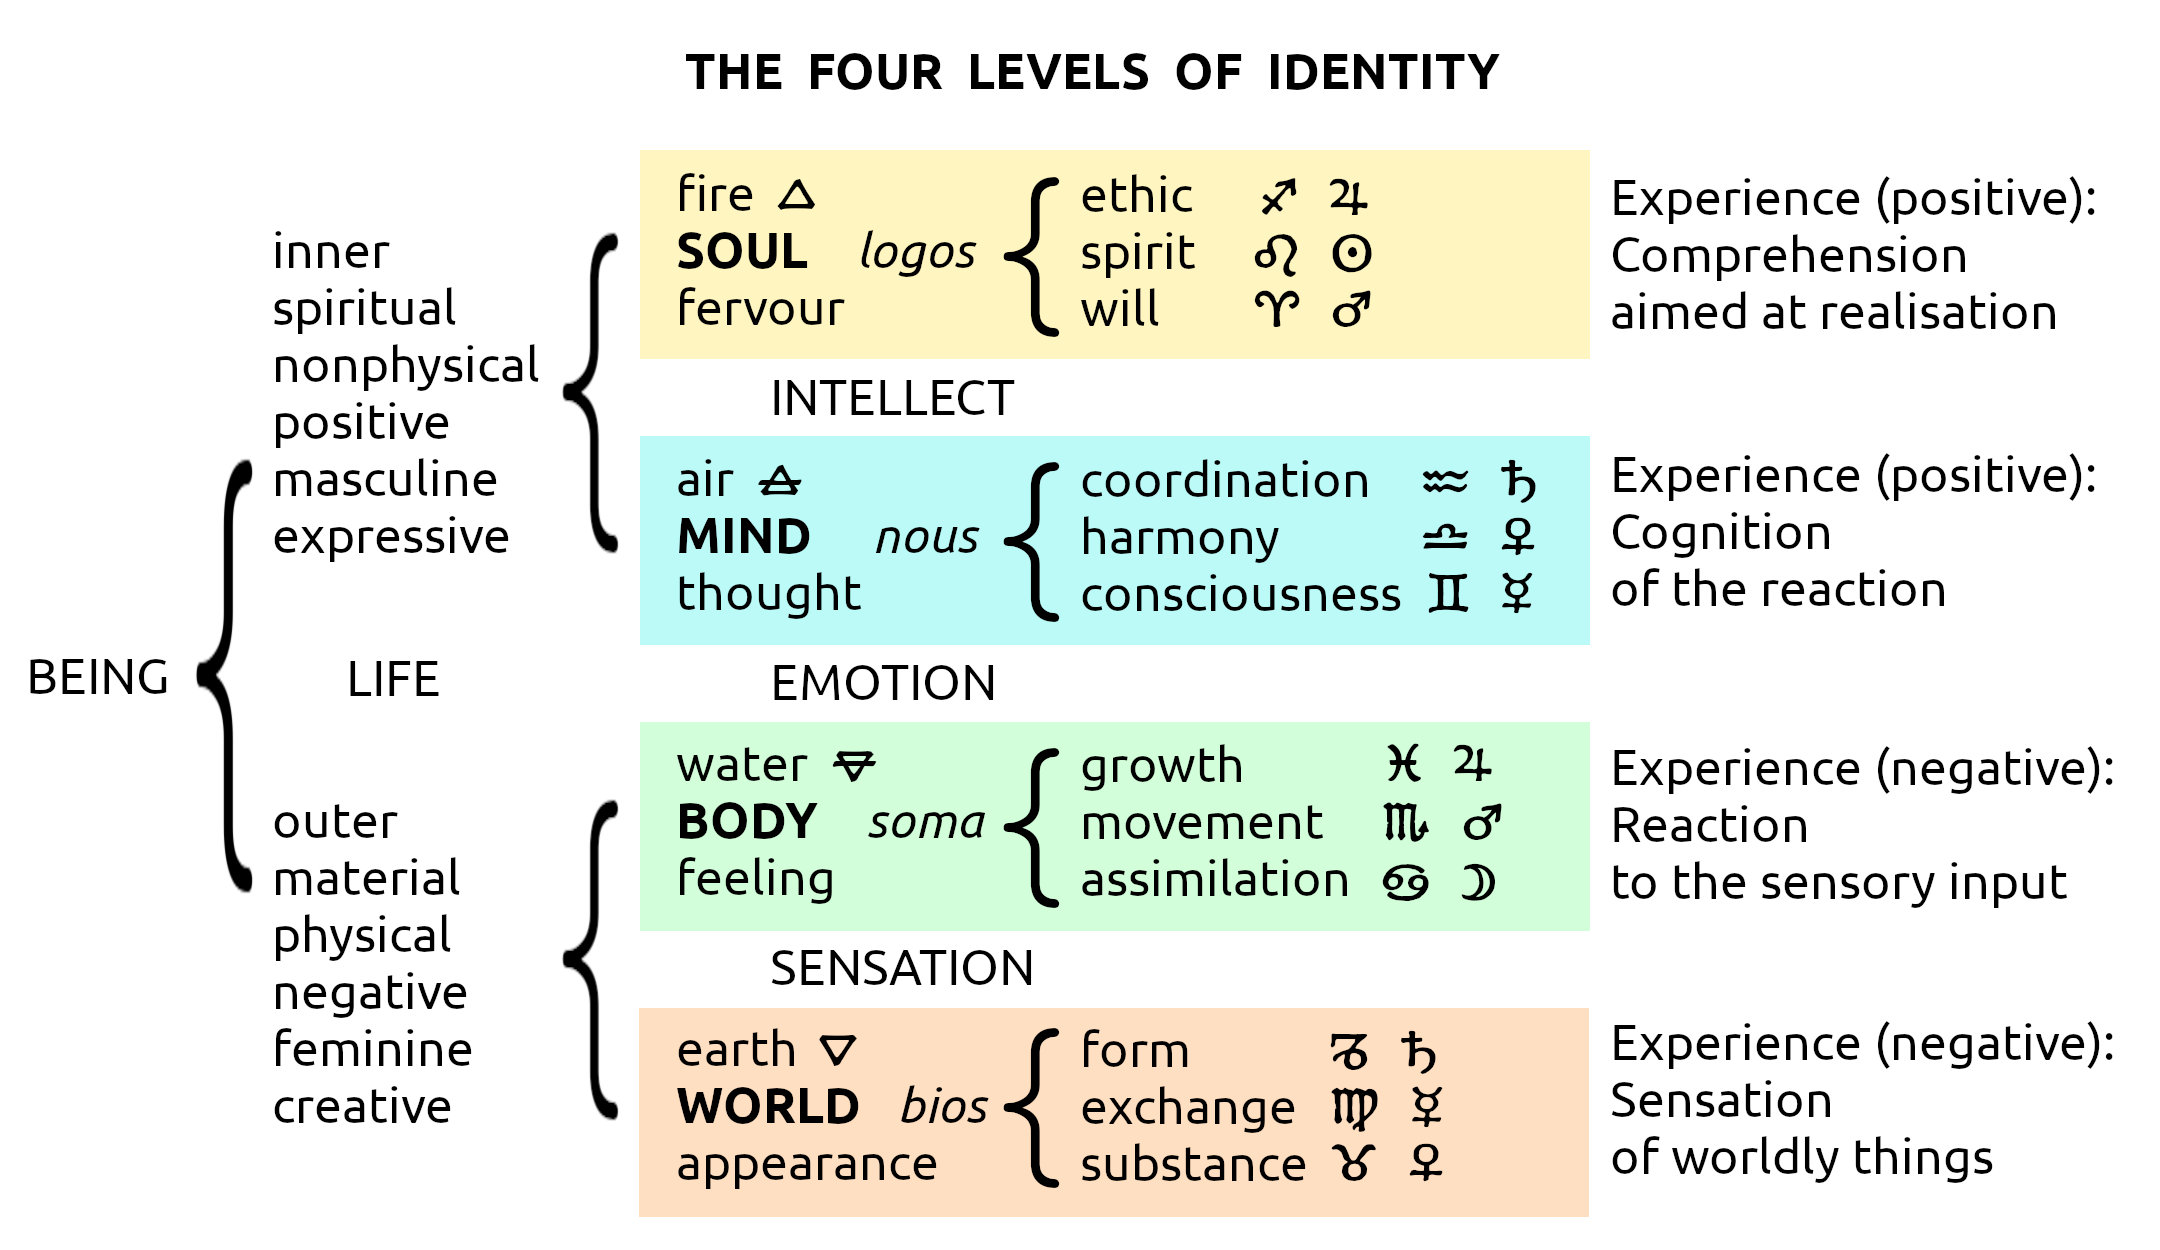 THE FOUR LEVELS OF IDENTITY
BEING
inner
spiritual
nonphysical
positive
masculine
expressive
LIFE
outer
material
physical
negative
feminine
creative
fire 🜂
SOUL logos
fervour
ethic ♐ ♃
spirit ♌ ☉
will ♈ ♂
Experience (positive):
Comprehension
aimed at realisation
INTELLECT
air 🜁
MIND nous
thought
coordination ♒ ♄
harmony ♎ ♀
consciousness ♊ ☿
Experience (positive):
Cognition
of the reaction
EMOTION
water 🜃
BODY soma
feeling
growth ♓ ♃
movement ♏ ♂
assimilation ♋ ☽
Experience (negative):
Reaction
to the sensory input
SENSATION
earth 🜄
WORLD bios
appearance
form ♑ ♄
exchange ♍ ☿
substance ♉ ♀
Experience (negative):
Sensation
of worldly things